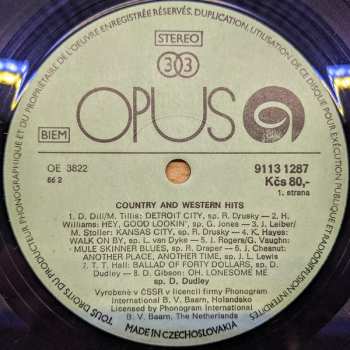 TOUS DROITS DU PRODUCTEUR PHONOGRAPHIQUE ET DU PROPRIÉTAIRE DE L'OEUVRE ENREGISTRÉE RÉSERVÉS. DUPLICATION, UTILISATION DE CE DISQUE POUR EXÉCUTION PUBLIQUE ET RADIODIFFUSION INTERDITES
STEREO
33
OPUS
BIEM
OE 3822
66 2
9113 1287
Kčs 80,-
1. strana
COUNTRY AND WESTERN HITS
1. D. Dill/M. Tillis: DETROIT CITY, sp. R. Drusky — 2. H.
Williams: HEY, GOOD LOOKIN', sp. G. Jones — 3. J. Leiber/
M. Stoller: KANSAS CITY, sp. R. Drusky — 4. K. Hayes:
WALK ON BY, sp. L. van Dyke — 5. J. Rogers/G. Vaughn:
MULE SKINNER BLUES, sp. R. Draper — 6. J. Chesnut:
ANOTHER PLACE, ANOTHER TIME, sp. J. L. Lewis
7. T. T. Hall: BALLAD OF FORTY DOLLARS, sp. D.
Dudley — 8. D. Gibson: OH, LONESOME ME
sp. D. Dudley
Vyrobené v ČSSR v licencii firmy Phonogram
International B. V. Baarn, Holandsko
Licensed by Phonogram International
B. V. Baarn, The Netherlands
MADE IN CZECHOSLOVAKIA